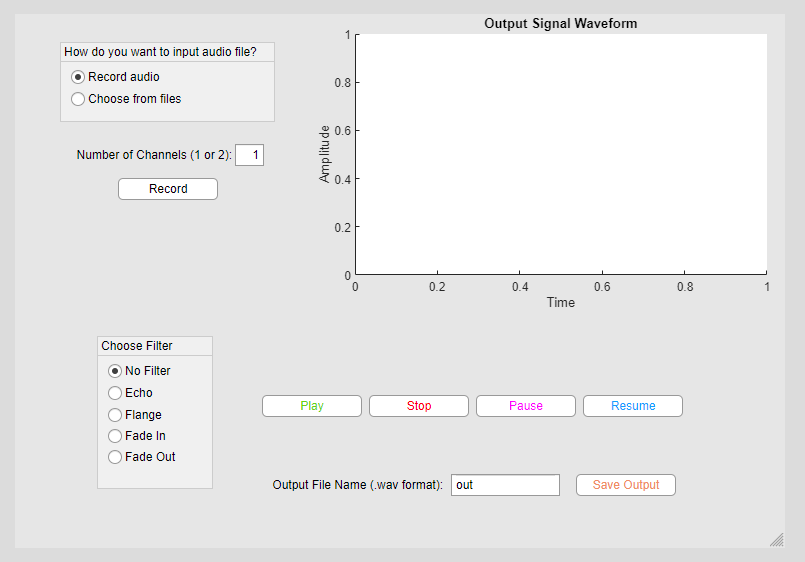 How do you want to input audio file?
Record audio
Choose from files
Number of Channels (1 or 2): 1
Record
Output Signal Waveform
Amplitude
1
0.8
0.6
0.4
0.2
0
0 0.2 0.4 0.6 0.8 1
Time
Choose Filter
No Filter
Echo
Flange
Fade In
Fade Out
Play Stop Pause Resume
Output File Name (.wav format): out Save Output